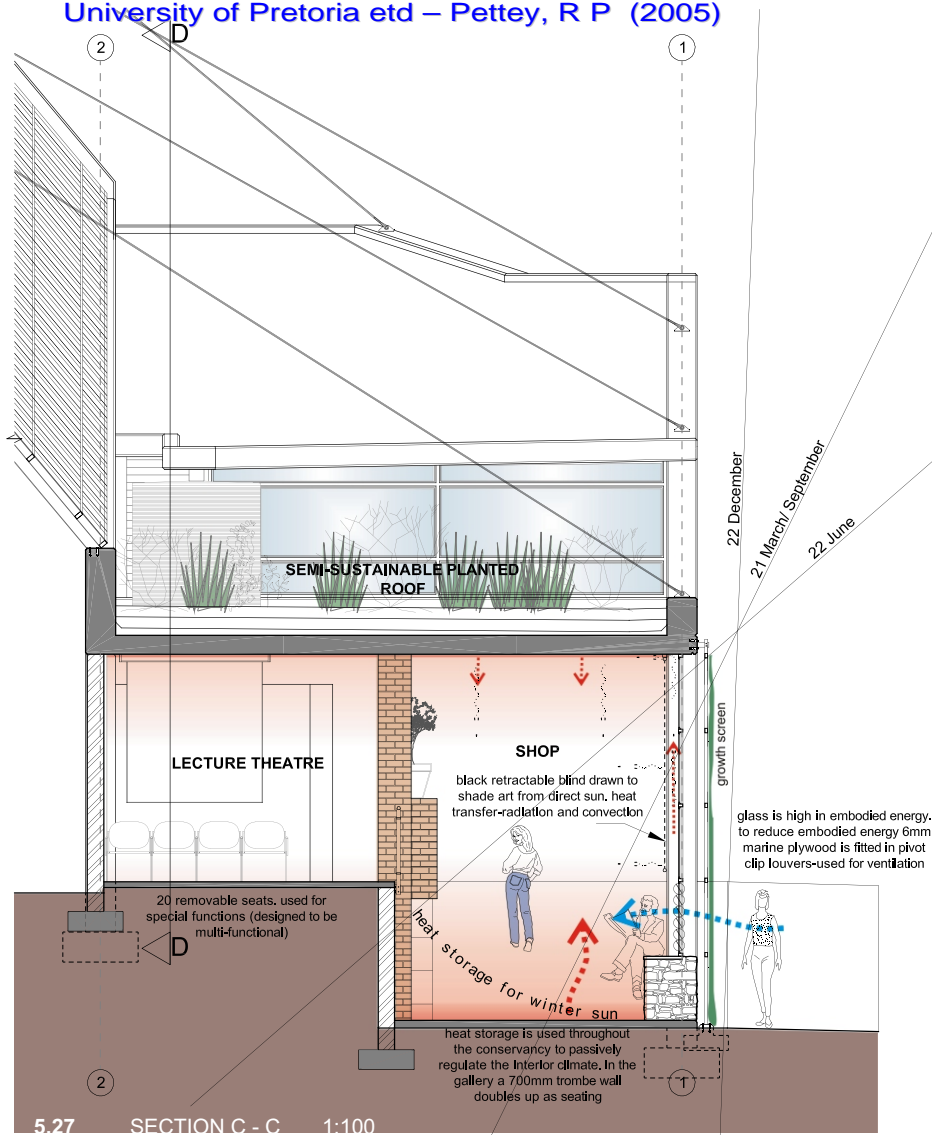 University of Pretoria etd – Pettey, R P (2005)
D
2
1
22 December
21 March/ September
22 June
SEMI-SUSTAINABLE PLANTED
ROOF
LECTURE THEATRE
SHOP
black retractable blind drawn to
shade art from direct sun. heat
transfer-radiation and convection
growth screen
glass is high in embodied energy.
to reduce embodied energy 6mm
marine plywood is fitted in pivot
clip louvers-used for ventilation
20 removable seats. used for
special functions (designed to be
multi-functional)
D
heat storage for winter sun
heat storage is used throughout
the conservancy to passively
regulate the interior climate. In the
gallery a 700mm trombe wall
doubles up as seating
2
1
5.27 SECTION C - C 1:100